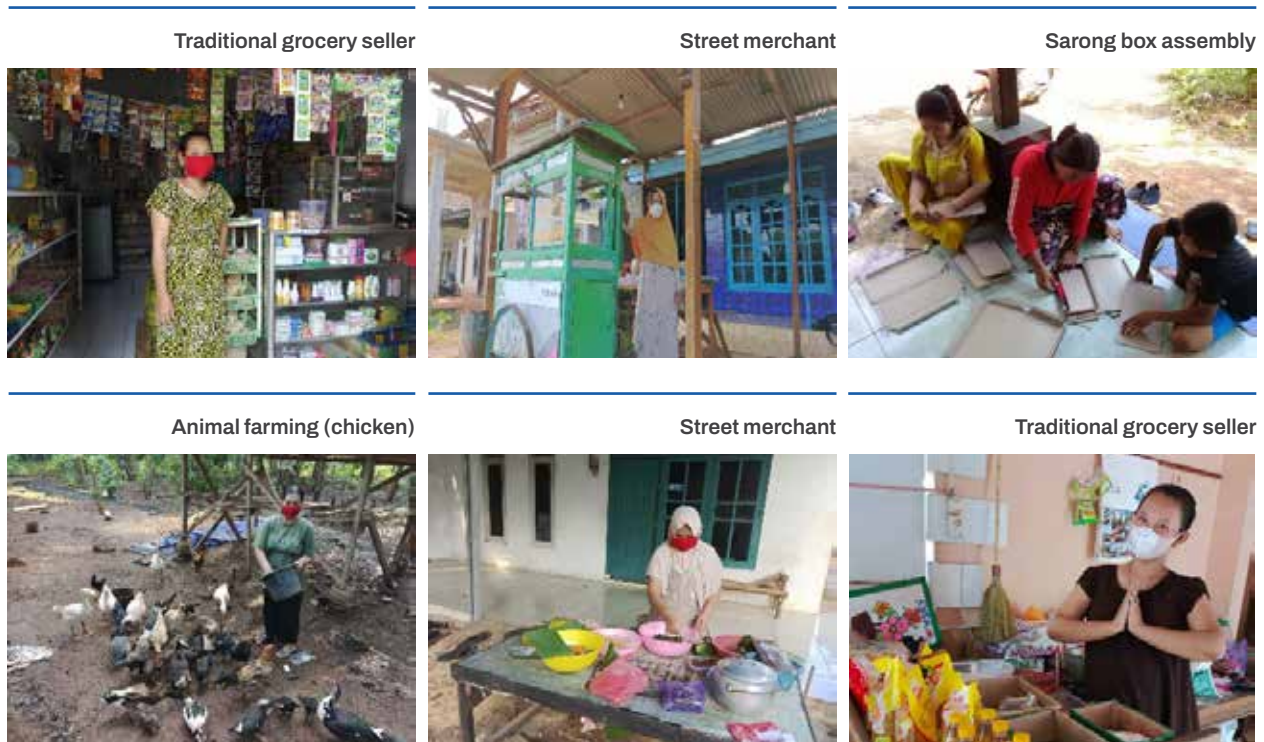 Traditional grocery seller
Street merchant
Sarong box assembly
Animal farming (chicken)
Street merchant
Traditional grocery seller